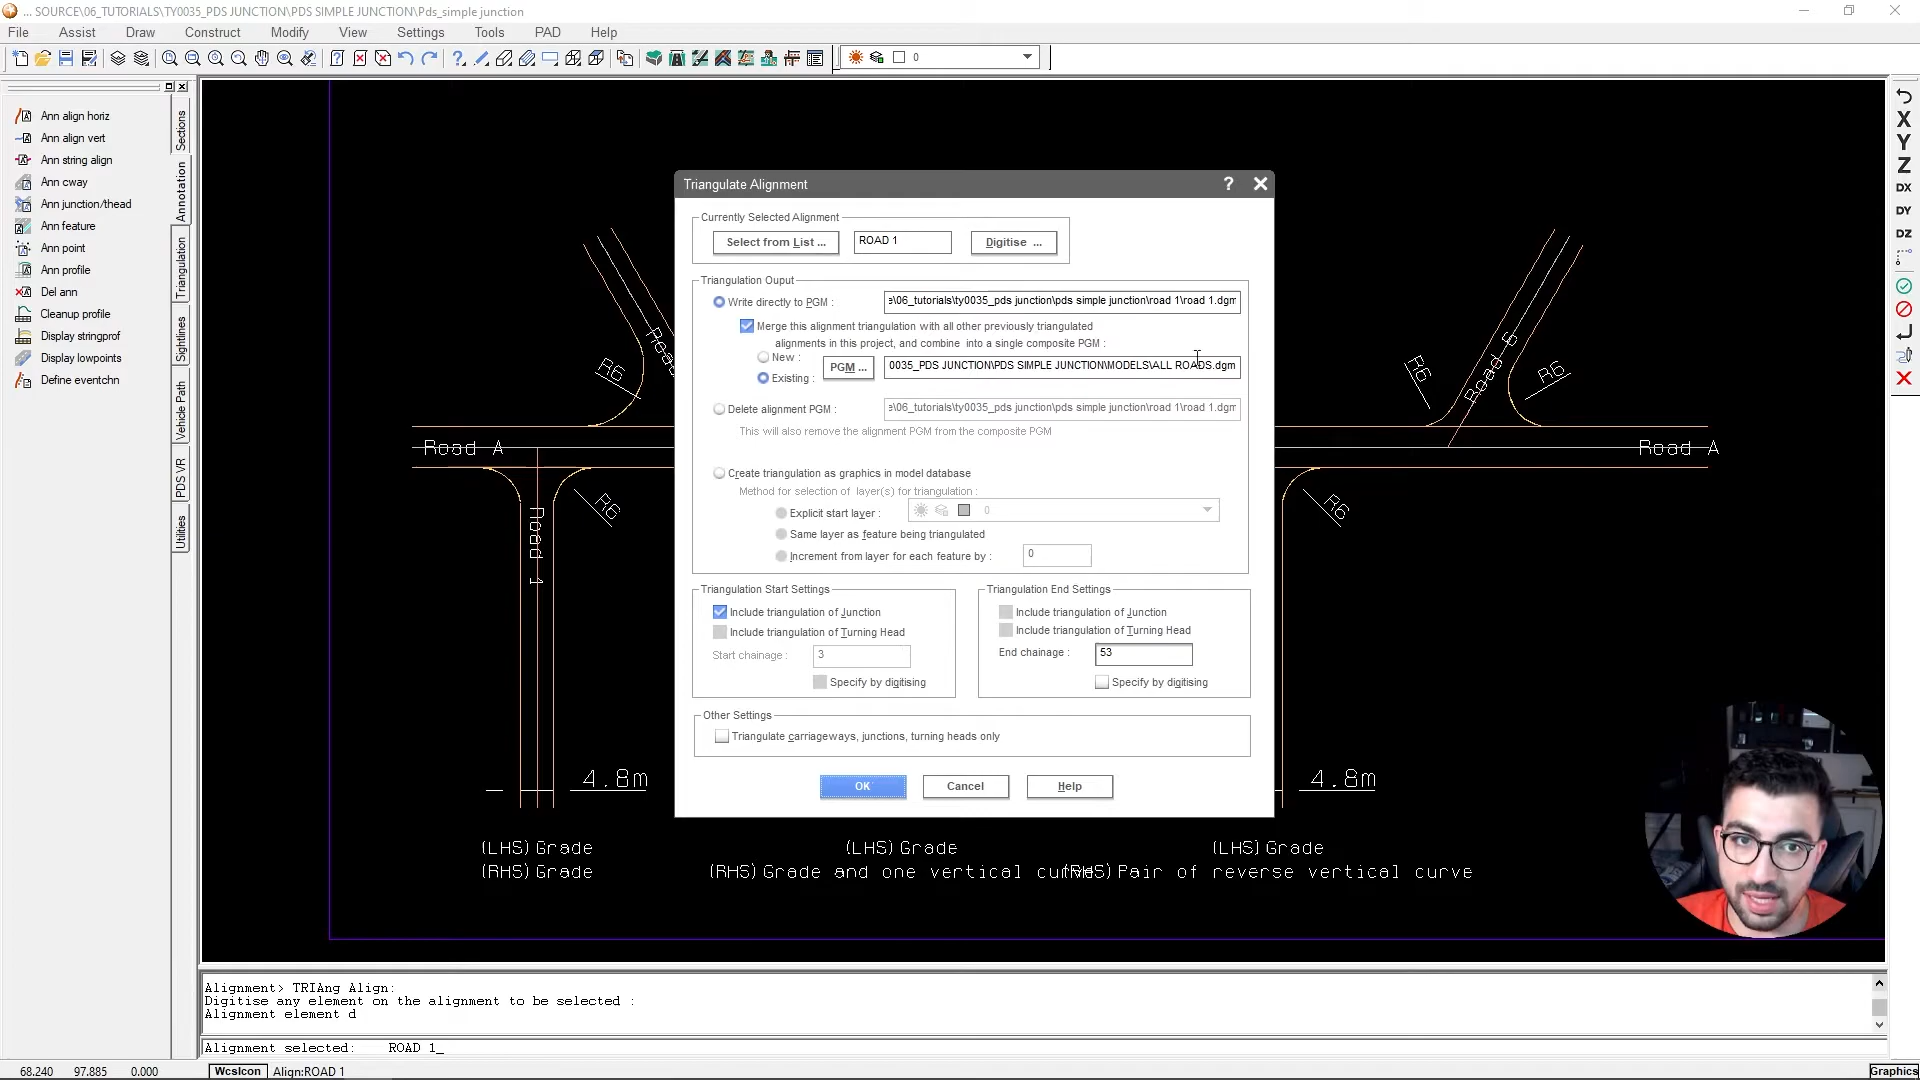 ... SOURCE\06_TUTORIALS\TY0035_PDS JUNCTION\PDS SIMPLE JUNCTION\Pds_simple junction
File Assist Draw Construct Modify View Settings Tools PAD Help
0
Ann align horiz
Ann align vert
Ann string align
Ann cway
Ann junction/thead
Ann feature
Ann point
Ann profile
Del ann
Cleanup profile
Display stringprof
Display lowpoints
Define eventchn
Sections
Annotation
Triangulation
Sightlines
Vehicle Path
PDS VR
Utilities
Triangulate Alignment
?
Currently Selected Alignment
Select from List ... ROAD 1 Digitise ...
Triangulation Ouput
Write directly to PGM : e\06_tutorials\ty0035_pds junction\pds simple junction\road 1\road 1.dgm
Merge this alignment triangulation with all other previously triangulated
alignments in this project, and combine into a single composite PGM :
New :
PGM ... 0035_PDS JUNCTION\PDS SIMPLE JUNCTION\MODELS\ALL ROADS.dgm
Existing :
Delete alignment PGM : e\06_tutorials\ty0035_pds junction\pds simple junction\road 1\road 1.dgm
This will also remove the alignment PGM from the composite PGM
Create triangulation as graphics in model database
Method for selection of layer(s) for triangulation :
Explicit start layer : 0
Same layer as feature being triangulated
Increment from layer for each feature by : 0
Triangulation Start Settings
Include triangulation of Junction
Include triangulation of Turning Head
Start chainage : 3
Specify by digitising
Triangulation End Settings
Include triangulation of Junction
Include triangulation of Turning Head
End chainage : 53
Specify by digitising
Other Settings
Triangulate carriageways, junctions, turning heads only
OK Cancel Help
R6
R6
R6
Road 6
Road A
Road A
R6
R6
Road 1
4.8m
4.8m
(LHS)Grade
(RHS)Grade
(LHS)Grade
(RHS)Grade and one vertical curve
(LHS)Grade
(RHS)Pair of reverse vertical curve
X
Y
Z
DX
DY
DZ
Alignment> TRIAng Align:
Digitise any element on the alignment to be selected :
Alignment element d
Alignment selected: ROAD 1_
68.240 97.885 0.000 WcsIcon Align:ROAD 1 Graphics